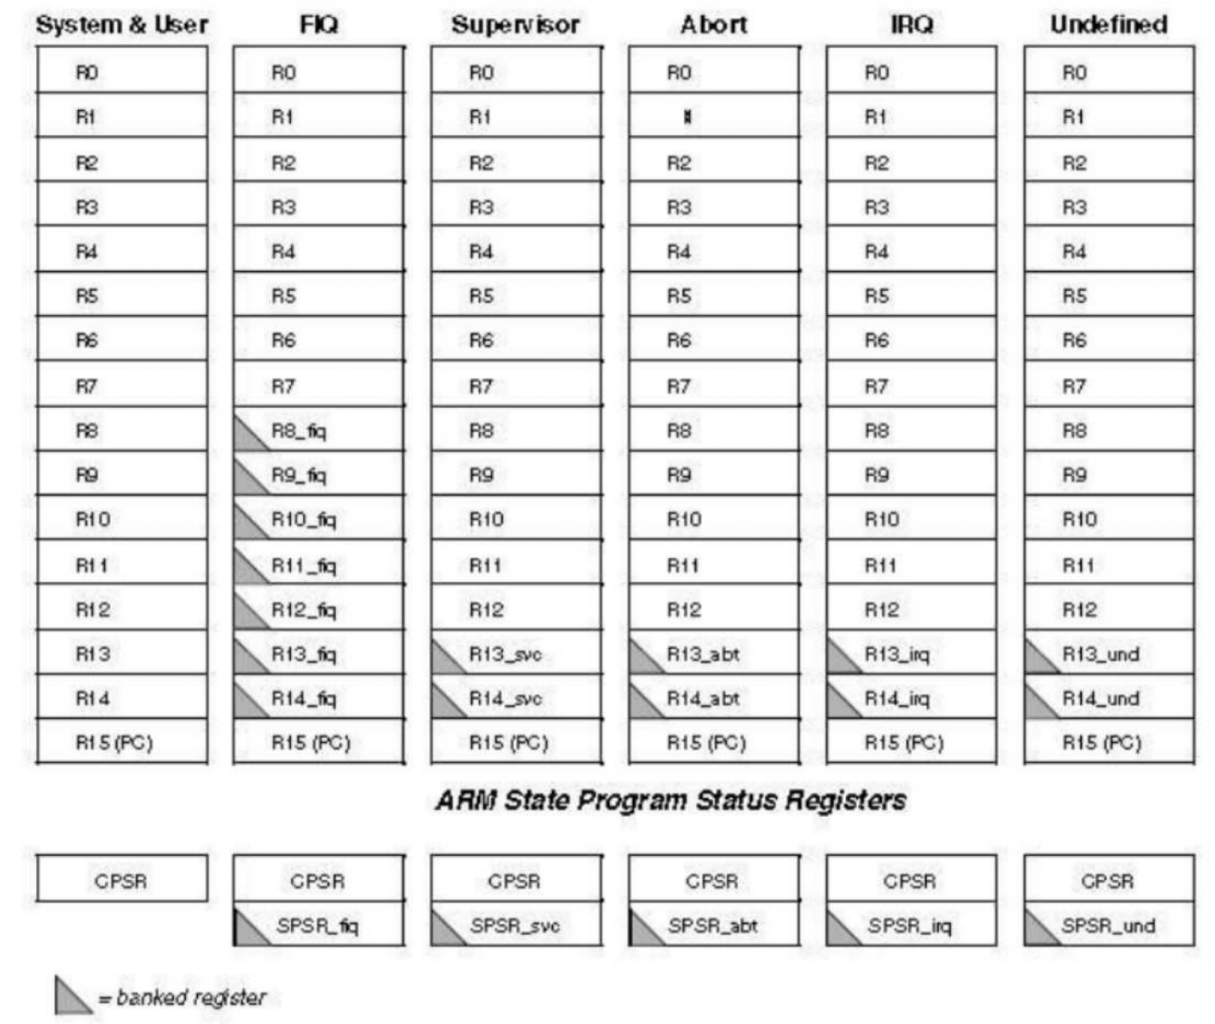 System & User FIQ Supervisor Abort IRQ Undefined
R0 R0 R0 R0 R0 R0
R1 R1 R1 R1 R1
R2 R2 R2 R2 R2 R2
R3 R3 R3 R3 R3 R3
R4 R4 R4 R4 R4 R4
R5 R5 R5 R5 R5 R5
R6 R6 R6 R6 R6 R6
R7 R7 R7 R7 R7 R7
R8 R8_fiq R8 R8 R8 R8
R9 R9_fiq R9 R9 R9 R9
R10 R10_fiq R10 R10 R10 R10
R11 R11_fiq R11 R11 R11 R11
R12 R12_fiq R12 R12 R12
R13 R13_fiq R13_svc R13_abt R13_irq R13_und
R14 R14_fiq R14_svc R14_abt R14_irq R14_und
R15 (PC) R15 (PC) R15 (PC) R15 (PC) R15 (PC) R15 (PC)
ARM State Program Status Registers
CPSR CPSR CPSR CPSR CPSR CPSR
SPSR_fiq SPSR_svc SPSR_abt SPSR_irq SPSR_und
= banked register